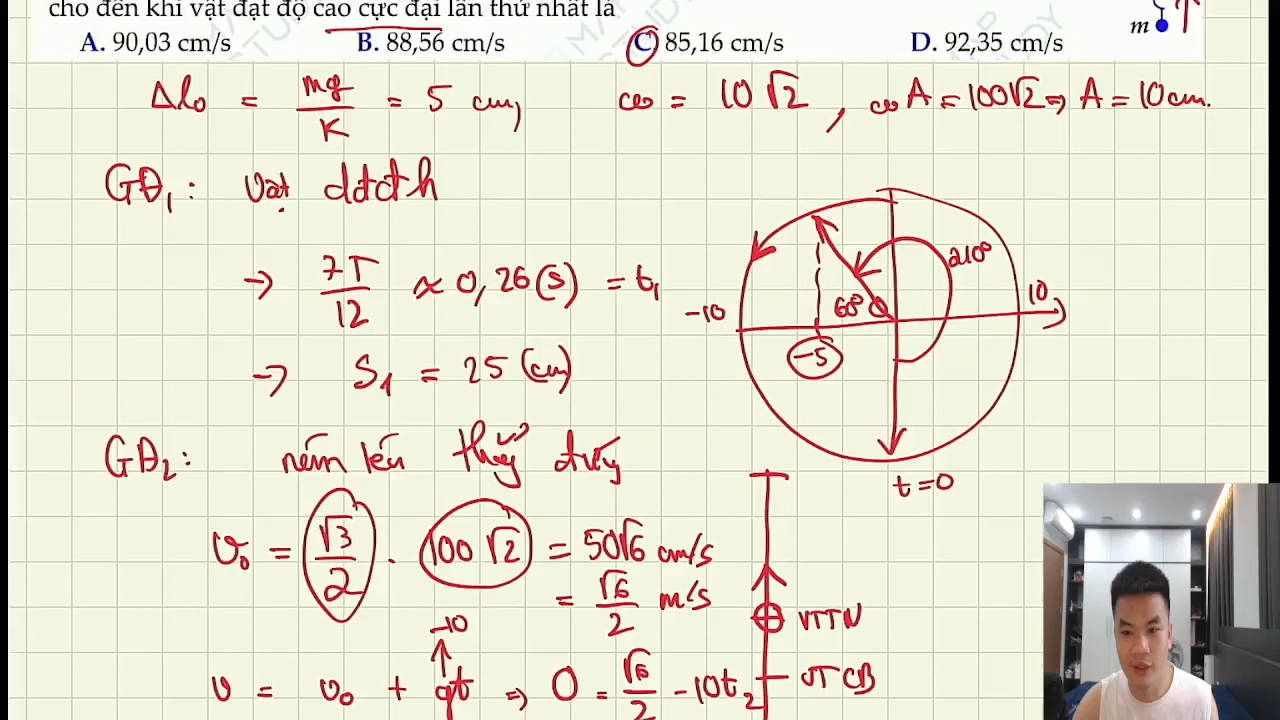 cho đến khi vật đạt độ cao cực đại lần thứ nhất là
A. 90,03 cm/s B. 88,56 cm/s C. 85,16 cm/s D. 92,35 cm/s
m
Δl₀ = mg/K = 5 cm, ω = 10√2, ωA = 100√2 ⇒ A = 10cm.
GĐ₁: Vật dđđh
→ 7T/12 ≈ 0,26(s) = t₁
→ S₁ = 25 (cm)
-10 60° 210° 10
-5
t = 0
GĐ₂: ném lên thẳng đứng
v₀ = √3/2 . 100√2 = 50√6 cm/s
= √6/2 m/s
VTTN
-10
v = v₀ + gt ⇒ 0 = √6/2 - 10t₂
VTCB